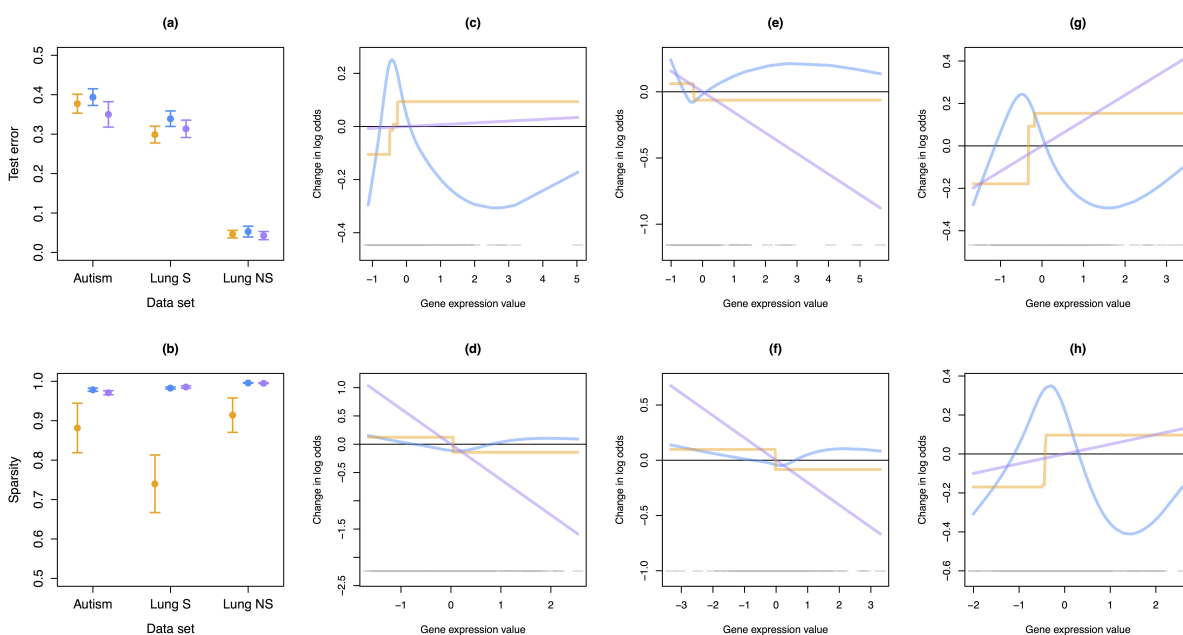 (a)
0.5
0.4
0.3
0.2
0.1
0.0
Test error
Autism Lung S Lung NS
Data set
(c)
0.2
0.0
−0.2
−0.4
Change in log odds
−1 0 1 2 3 4 5
Gene expression value
(e)
0.0
−0.5
−1.0
Change in log odds
−1 0 1 2 3 4 5
Gene expression value
(g)
0.4
0.2
0.0
−0.2
−0.4
Change in log odds
−1 0 1 2 3
Gene expression value
(b)
1.0
0.9
0.8
0.7
0.6
0.5
Sparsity
Autism Lung S Lung NS
Data set
(d)
1.0
0.5
0.0
−0.5
−1.5
−2.5
Change in log odds
−1 0 1 2
Gene expression value
(f)
0.5
0.0
−0.5
−1.0
Change in log odds
−3 −2 −1 0 1 2 3
Gene expression value
(h)
0.4
0.2
0.0
−0.2
−0.4
−0.6
Change in log odds
−2 −1 0 1 2
Gene expression value